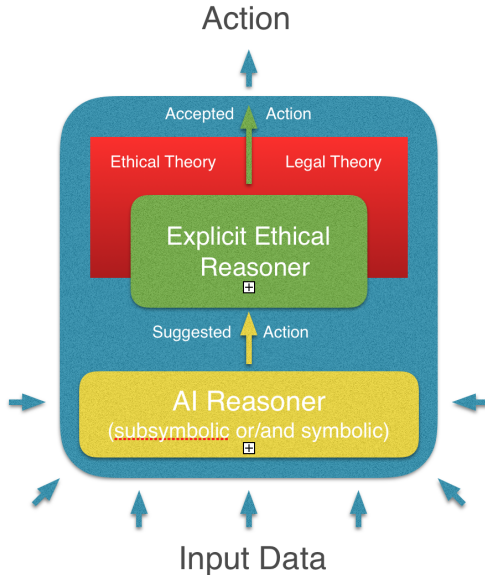 Action
Accepted Action
Ethical Theory Legal Theory
Explicit Ethical
Reasoner
Suggested Action
AI Reasoner
(subsymbolic or/and symbolic)
Input Data